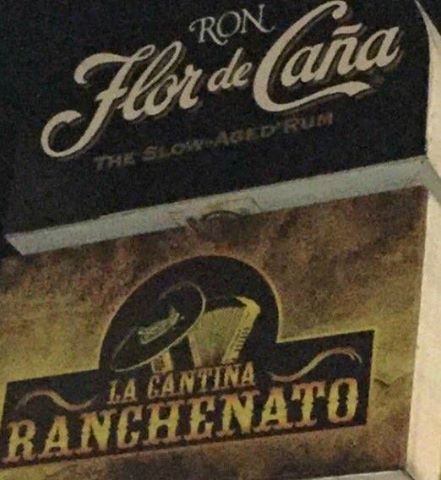 RON
Flor de Caña
THE SLOW-AGED RUM
LA CANTINA
RANCHENATO